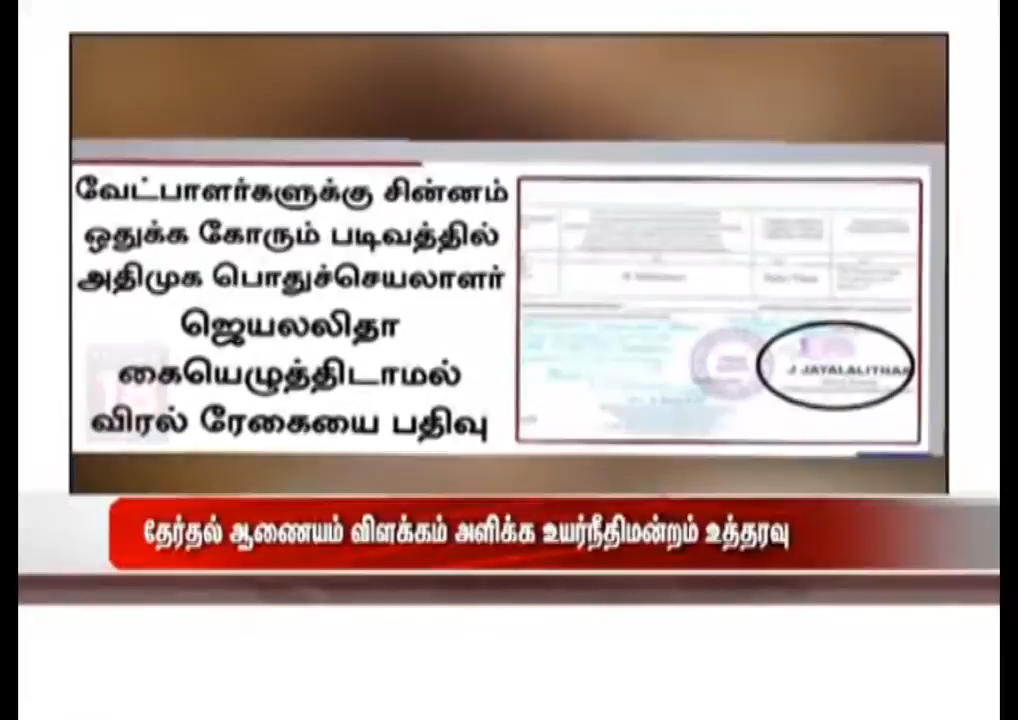 வேட்பாளர்களுக்கு சின்னம்
ஒதுக்க கோரும் படிவத்தில்
அதிமுக பொதுச்செயலாளர்
ஜெயலலிதா
கையெழுத்திடாமல்
விரல் ரேகையை பதிவு
J JAYALALITHAA
தேர்தல் ஆணையம் விளக்கம் அளிக்க உயர்நீதிமன்றம் உத்தரவு